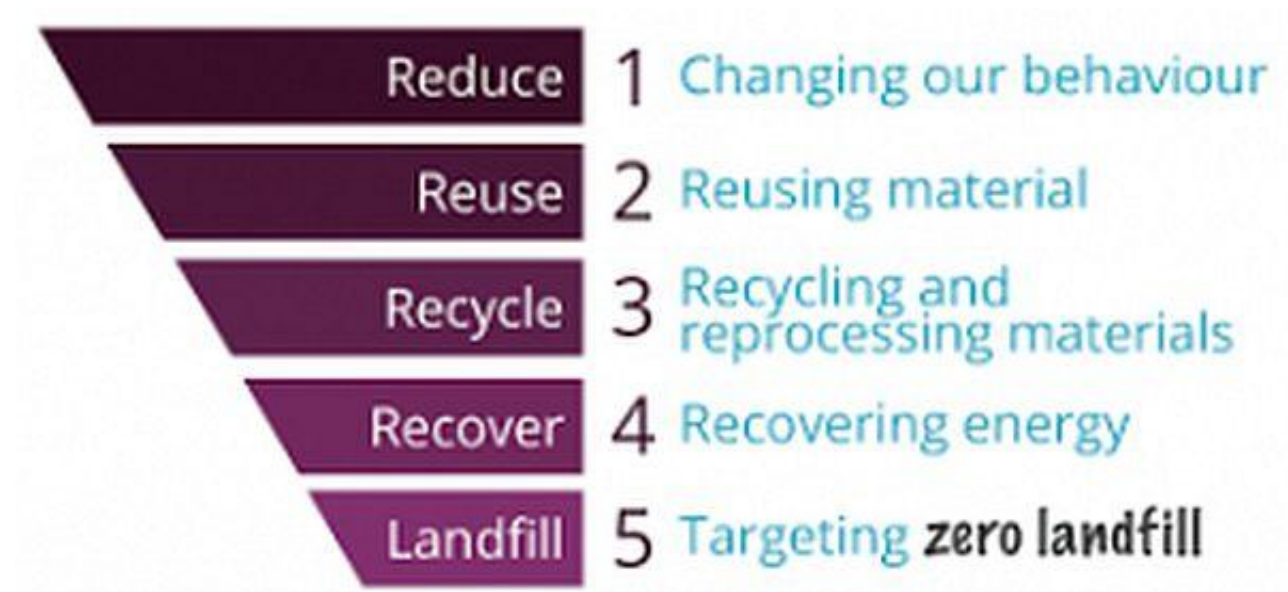 Reduce 1 Changing our behaviour
Reuse 2 Reusing material
Recycle 3 Recycling and
reprocessing materials
Recover 4 Recovering energy
Landfill 5 Targeting zero landfill